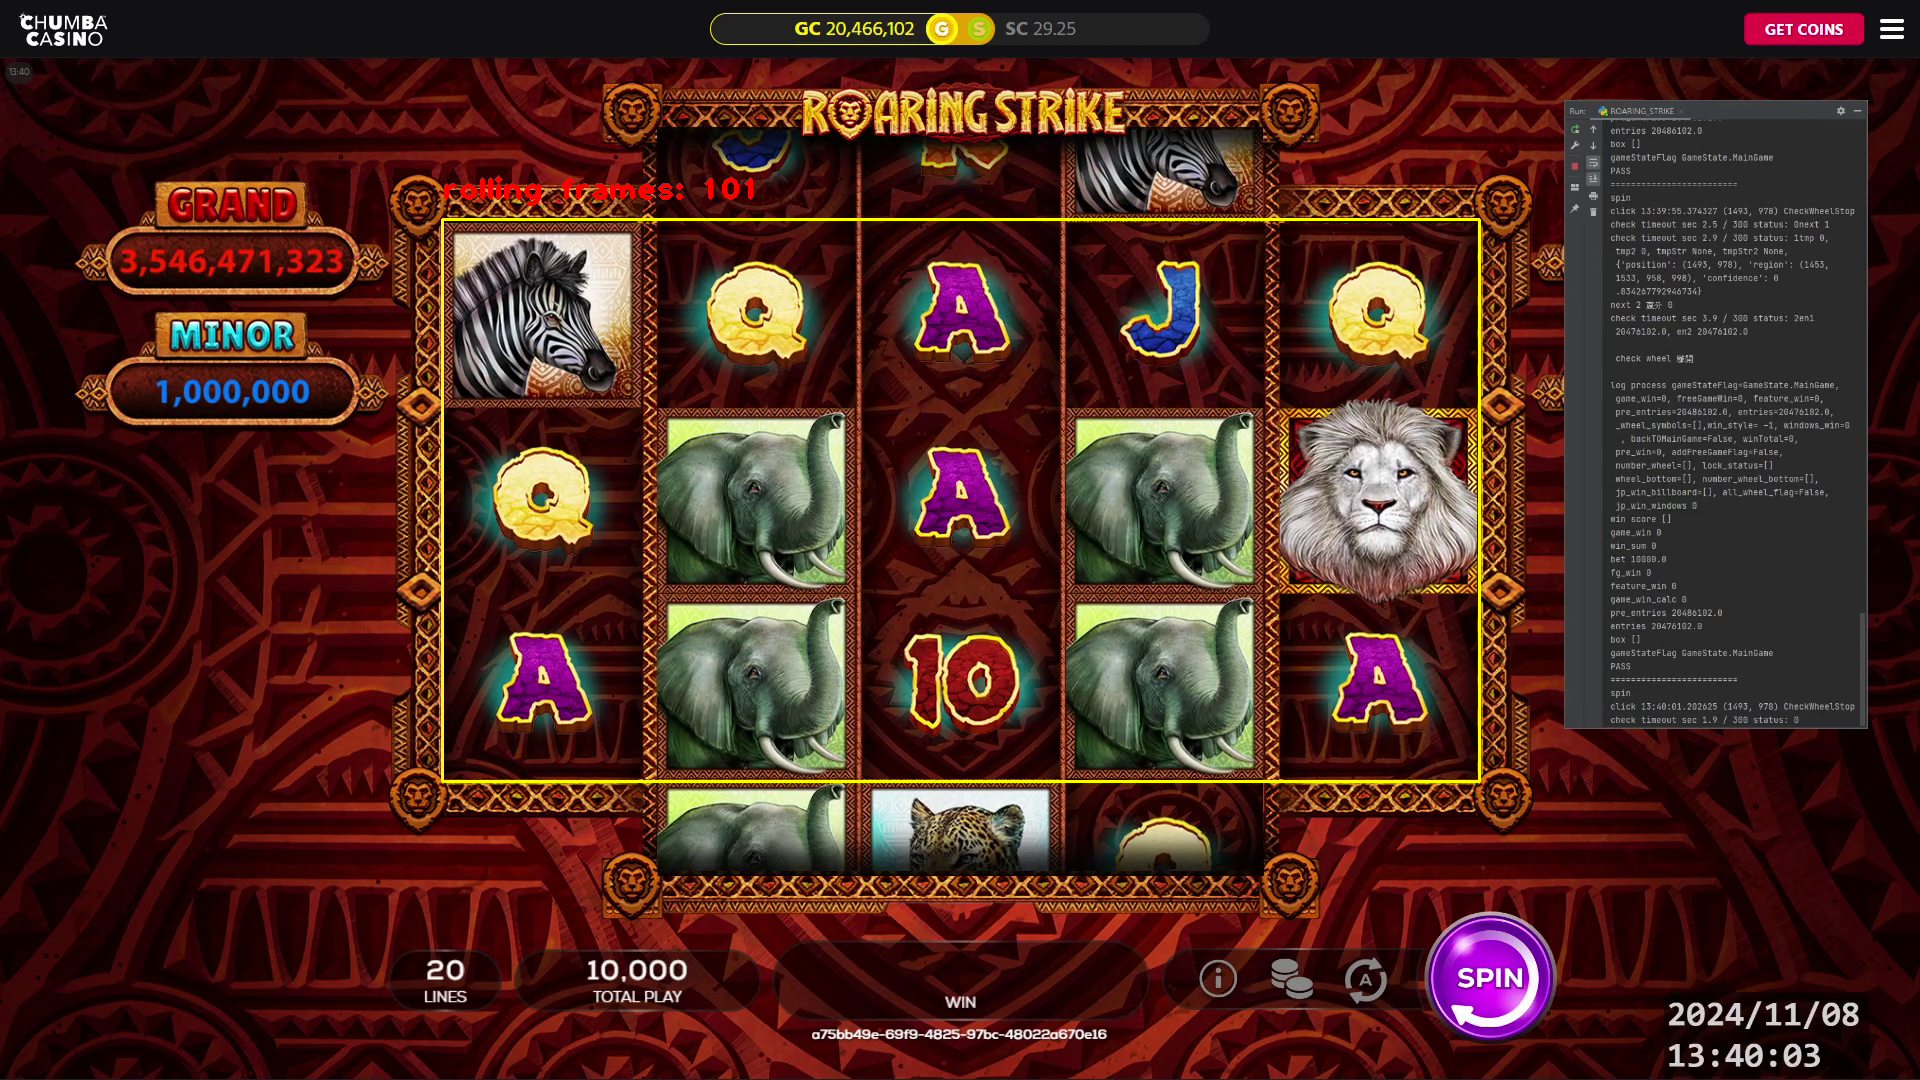 CHUMBA
CASINO
GC 20,466,102 G S SC 29.25
GET COINS
13:40
ROARING STRIKE
rolling frames: 101
GRAND
3,546,471,323
MINOR
1,000,000
Q A J Q
Q A
A 10 A
Run: ROARING_STRIKE
entries 20486102.0
box []
gameStateFlag GameState.MainGame
PASS
=========================
spin
click 13:39:55.374327 (1493, 978) CheckWheelStop
check timeout sec 2.5 / 300 status: 0next 1
check timeout sec 2.9 / 300 status: 1tmp 0,
tmp2 0, tmpStr None, tmpStr2 None,
{'position': (1493, 978), 'region': (1453,
1533, 958, 998), 'confidence': 0
.834267792946734}
next 2 贏分 0
check timeout sec 3.9 / 300 status: 2en1
20476102.0, en2 20476102.0
check wheel
log process gameStateFlag=GameState.MainGame,
game_win=0, freeGameWin=0, feature_win=0,
pre_entries=20486102.0, entries=20476102.0,
_wheel_symbols=[],win_style= -1, windows_win=0
, backTOMainGame=False, winTotal=0,
pre_win=0, addFreeGameFlag=False,
number_wheel=[], lock_status=[]
wheel_bottom=[], number_wheel_bottom=[],
jp_win_billboard=[], all_wheel_flag=False,
jp_win_windows 0
win score []
game_win 0
win_sum 0
bet 10000.0
fg_win 0
feature_win 0
game_win_calc 0
pre_entries 20486102.0
entries 20476102.0
box []
gameStateFlag GameState.MainGame
PASS
=========================
spin
click 13:40:01.202625 (1493, 978) CheckWheelStop
check timeout sec 1.9 / 300 status: 0
20
LINES
10,000
TOTAL PLAY
WIN
a75bb49e-69f9-4825-97bc-48022a670e16
A
SPIN
2024/11/08
13:40:03